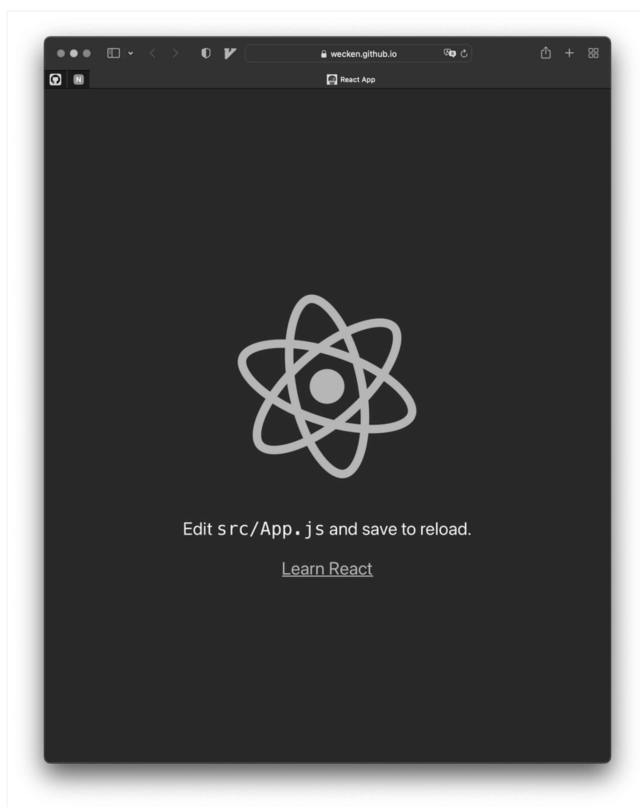 wecken.github.io
N
React App
Edit src/App.js and save to reload.
Learn React